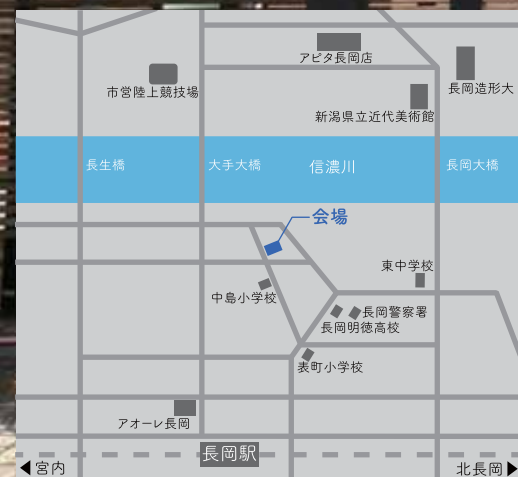 アピタ長岡店
市営陸上競技場
長岡造形大
新潟県立近代美術館
長生橋
大手大橋
信濃川
長岡大橋
会場
東中学校
中島小学校
長岡警察署
長岡明徳高校
表町小学校
アオーレ長岡
長岡駅
宮内
北長岡